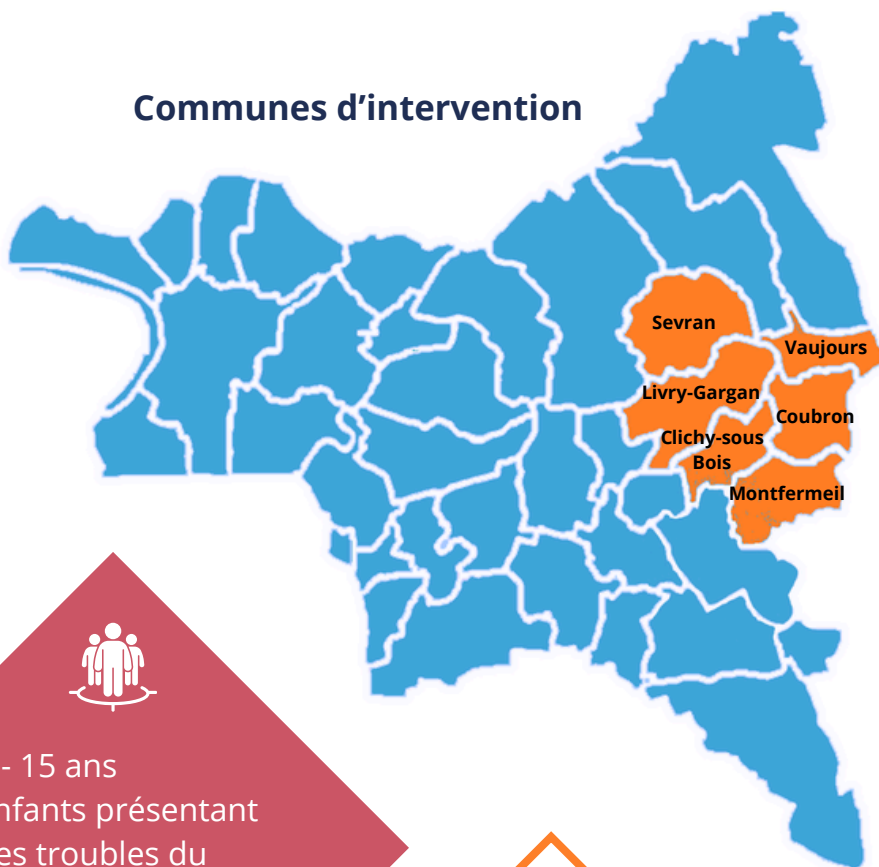 Communes d’intervention
Sevran
Vaujours
Livry-Gargan
Coubron
Clichy-sous
Bois
Montfermeil
- 15 ans
nfants présentant
es troubles du